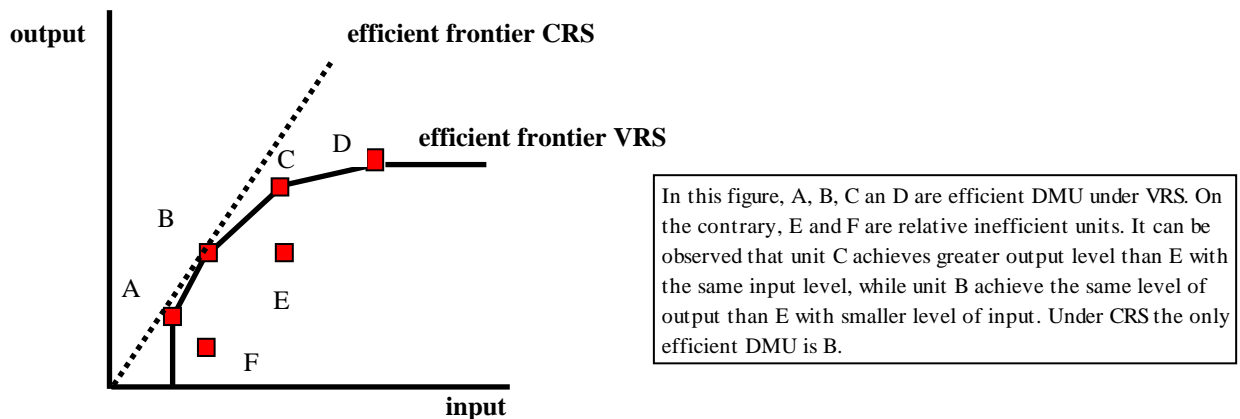 output
efficient frontier CRS
efficient frontier VRS
D
C
B
A
E
F
input
In this figure, A, B, C an D are efficient DMU under VRS. On
the contrary, E and F are relative inefficient units. It can be
observed that unit C achieves greater output level than E with
the same input level, while unit B achieve the same level of
output than E with smaller level of input. Under CRS the only
efficient DMU is B.